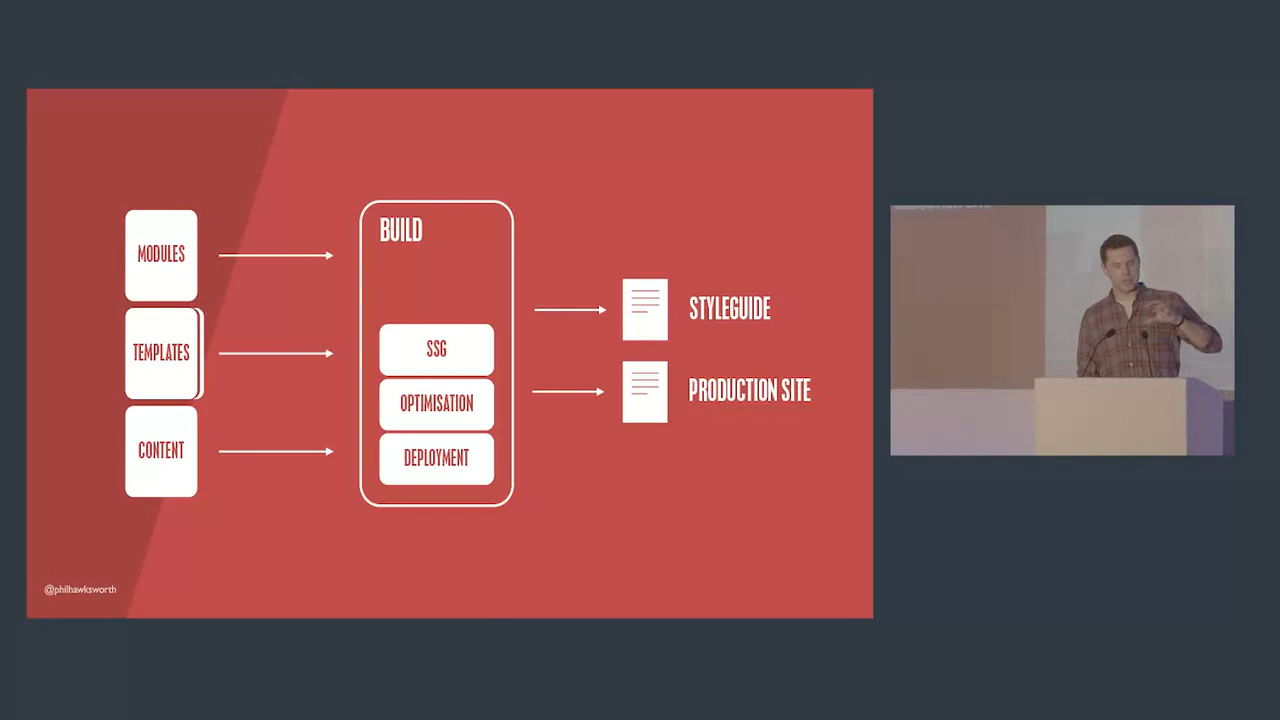 MODULES
TEMPLATES
CONTENT
BUILD
SSG
OPTIMISATION
DEPLOYMENT
STYLEGUIDE
PRODUCTION SITE
@philhawksworth